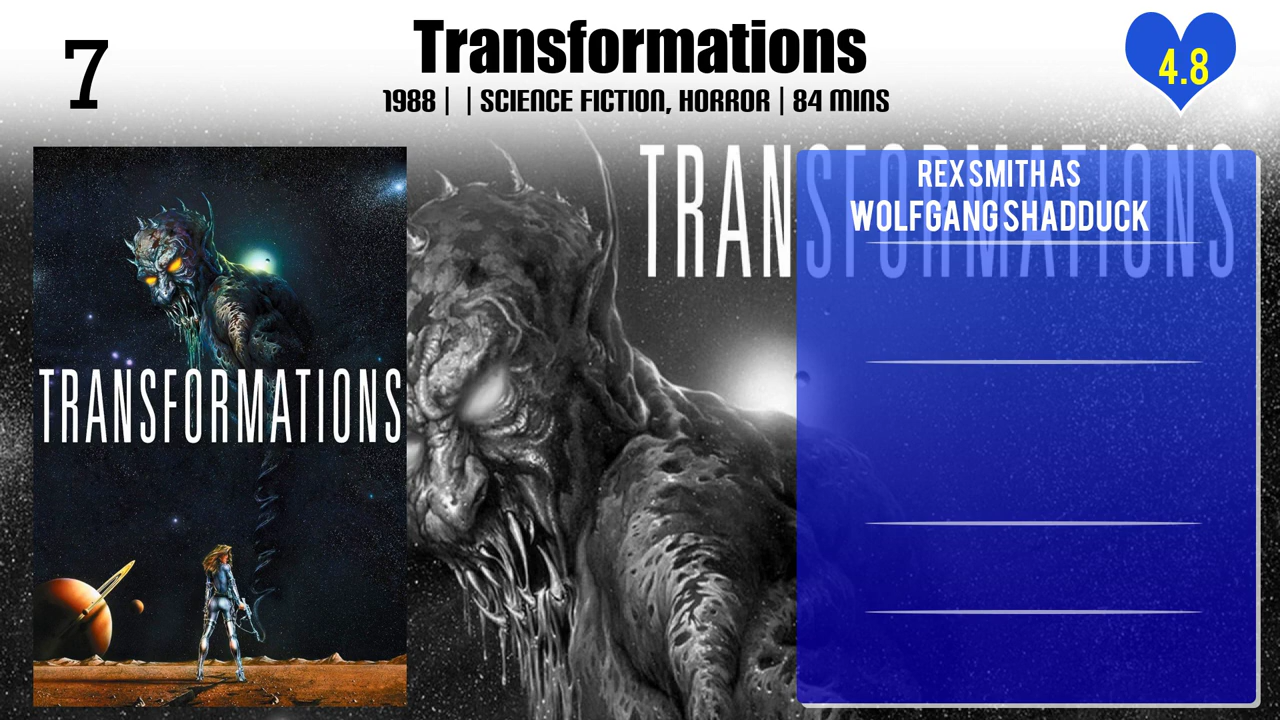 7
Transformations
1988 | | SCIENCE FICTION, HORROR | 84 MINS
4.8
TRANSFORMATIONS
TRANSFORMATIONS
REX SMITH AS
WOLFGANG SHADDUCK